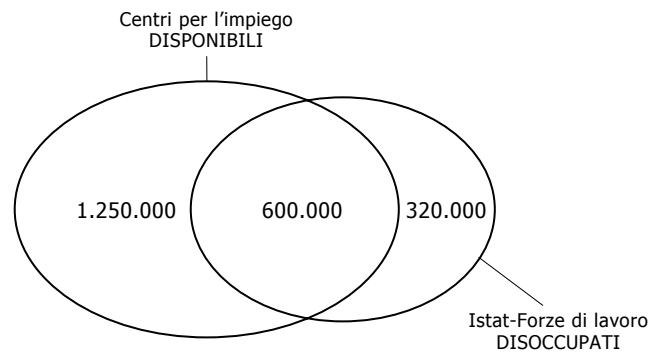 Centri per l'impiego
DISPONIBILI
1.250.000 600.000 320.000
Istat-Forze di lavoro
DISOCCUPATI